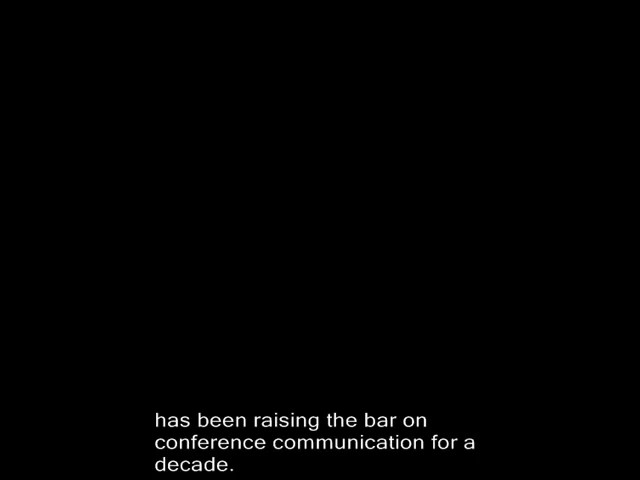 has been raising the bar on
conference communication for a
decade.